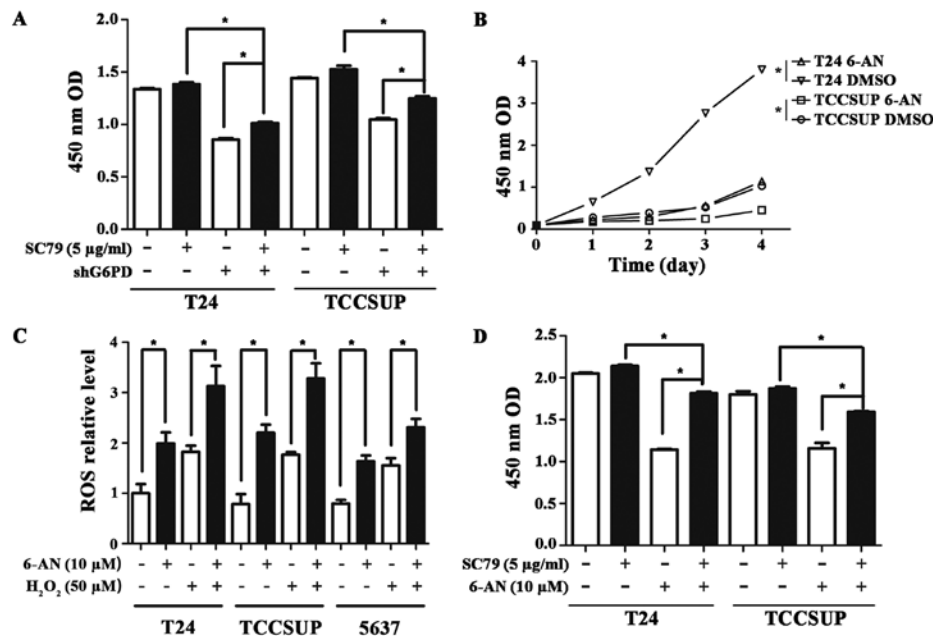 A
450 nm OD
2.0
1.5
1.0
0.5
0.0
* * * *
SC79 (5 µg/ml) - + - + - + - +
shG6PD - - + + - - + +
T24 TCCSUP
B
450 nm OD
4
3
2
1
0
0 1 2 3 4
Time (day)
T24 6-AN
* T24 DMSO
TCCSUP 6-AN
* TCCSUP DMSO
C
ROS relative level
4
3
2
1
0
* * * * * *
6-AN (10 µM) - + - + - + - + - + - +
H₂O₂ (50 µM) - - + + - - + + - - + +
T24 TCCSUP 5637
D
450 nm OD
2.5
2.0
1.5
1.0
0.5
0.0
* * * *
SC79 (5 µg/ml) - + - + - + - +
6-AN (10 µM) - - + + - - + +
T24 TCCSUP